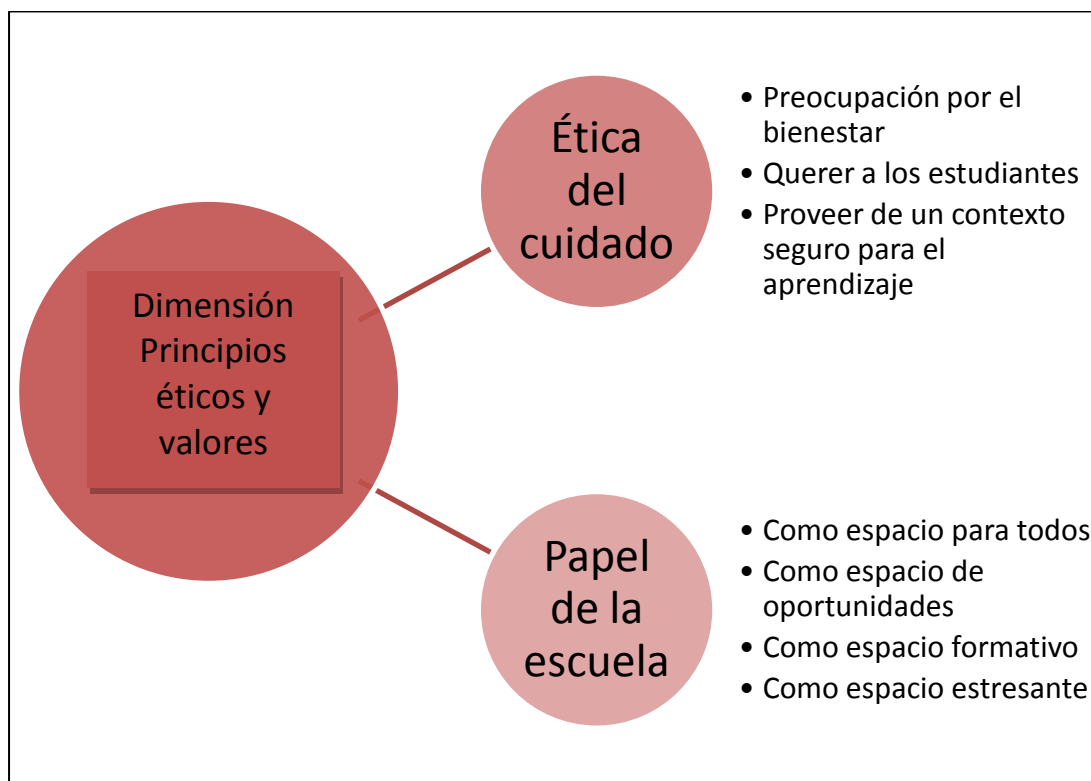 Dimensión
Principios
éticos y
valores
Ética
del
cuidado
• Preocupación por el
bienestar
• Querer a los estudiantes
• Proveer de un contexto
seguro para el
aprendizaje
Papel
de la
escuela
• Como espacio para todos
• Como espacio de
oportunidades
• Como espacio formativo
• Como espacio estresante